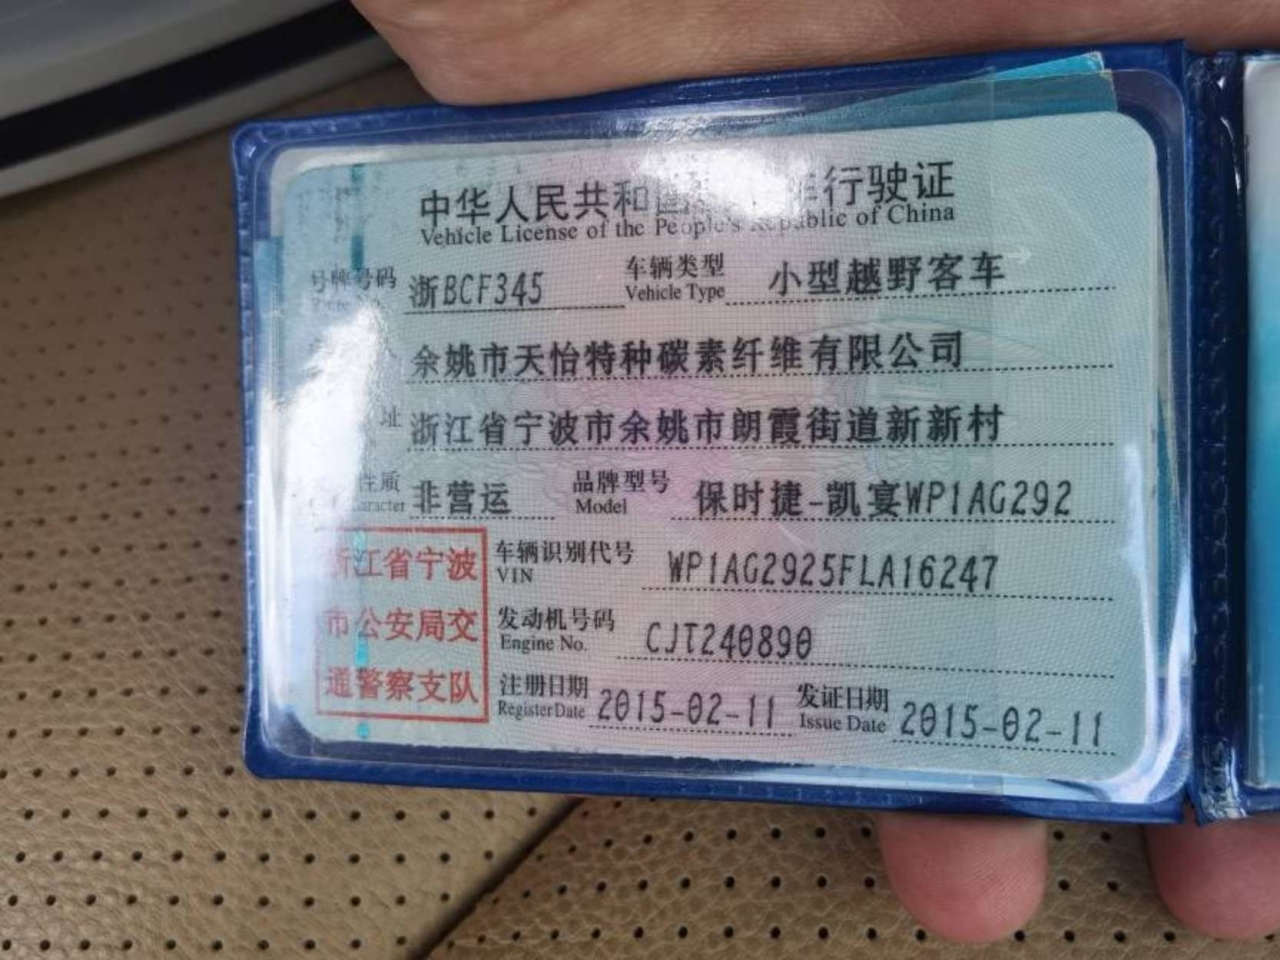 中华人民共和国 行驶证
Vehicle License of the People's Republic of China
号牌号码 浙BCF345 车辆类型 Vehicle Type 小型越野客车
余姚市天怡特种碳素纤维有限公司
址 浙江省宁波市余姚市朗霞街道新新村
性质 非营运 品牌型号 Model 保时捷-凯宴WP1AG292
浙江省宁波
市公安局交
通警察支队
车辆识别代号 VIN WP1AG2925FLA16247
发动机号码 Engine No. CJT240890
注册日期 Register Date 2015-02-11 发证日期 Issue Date 2015-02-11